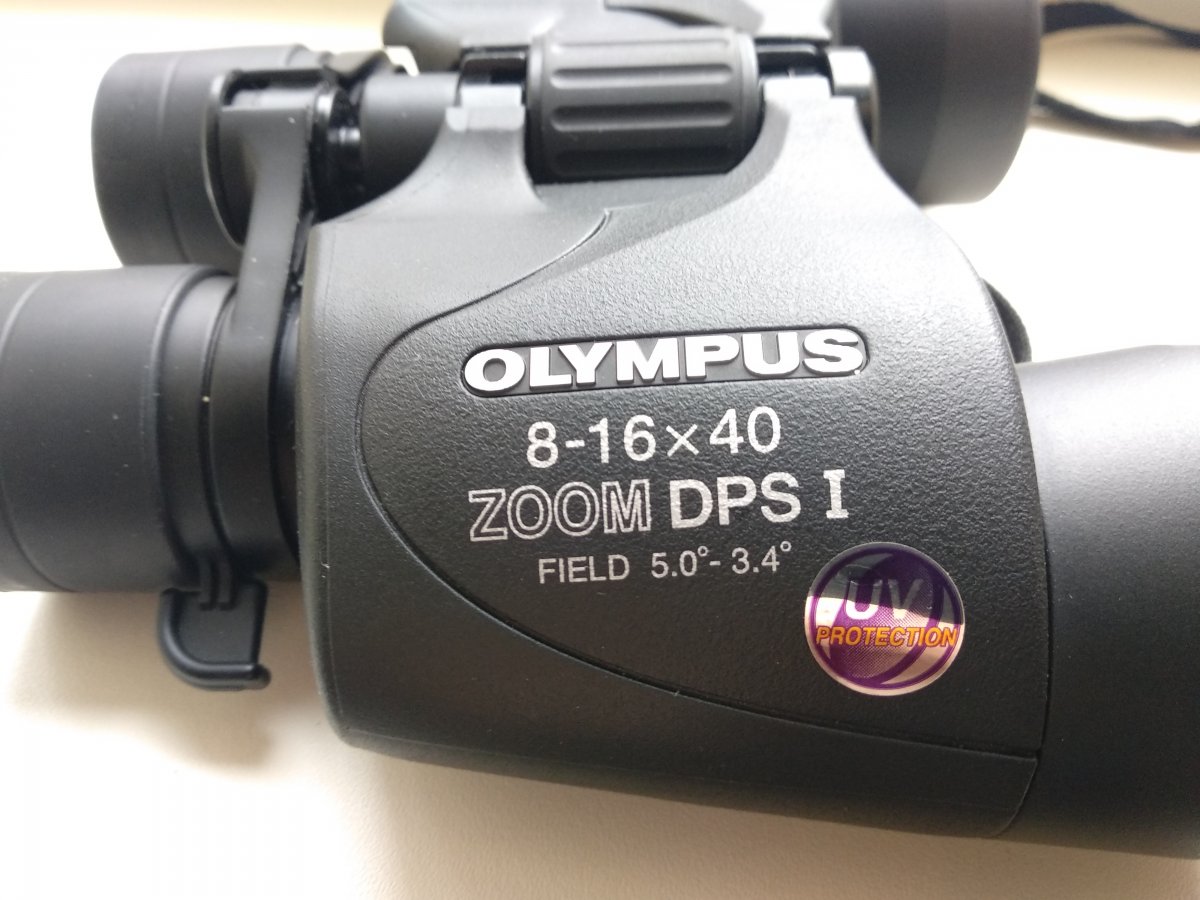 OLYMPUS
8-16×40
ZOOM DPS I
FIELD 5.0°- 3.4°
UV
PROTECTION